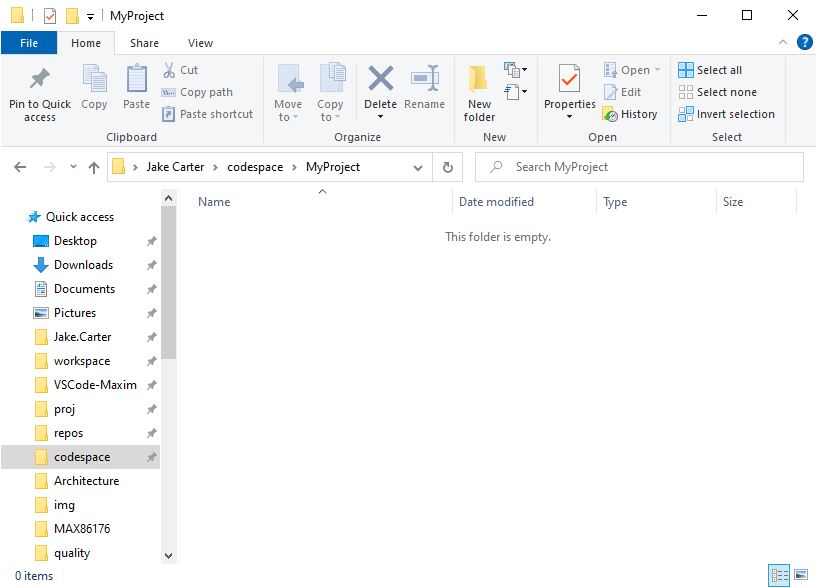 MyProject
File Home Share View
Pin to Quick access
Copy
Paste
Cut
Copy path
Paste shortcut
Clipboard
Move to
Copy to
Delete
Rename
Organize
New folder
New
Properties
Open
Edit
History
Open
Select all
Select none
Invert selection
Select
Jake Carter > codespace > MyProject
Search MyProject
Name Date modified Type Size
This folder is empty.
Quick access
Desktop
Downloads
Documents
Pictures
Jake.Carter
workspace
VSCode-Maxim
proj
repos
codespace
Architecture
img
MAX86176
quality
0 items